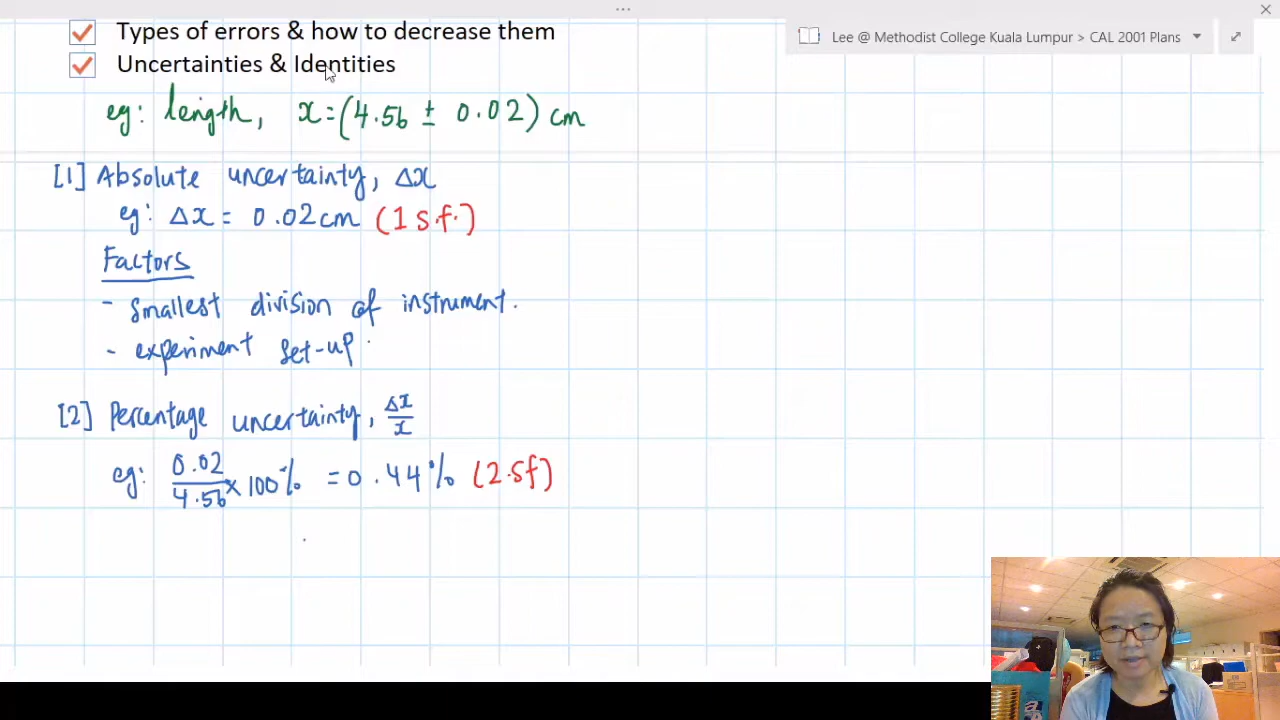 Types of errors & how to decrease them
Lee @ Methodist College Kuala Lumpur > CAL 2001 Plans
Uncertainties & Identities
eg: length, x = (4.56 ± 0.02) cm
[1] Absolute uncertainty, Δx
eg: Δx = 0.02cm (1 s.f.)
Factors
- smallest division of instrument.
- experiment set-up
[2] Percentage uncertainty, Δx/x
eg: 0.02/4.56 × 100% = 0.44% (2.sf)